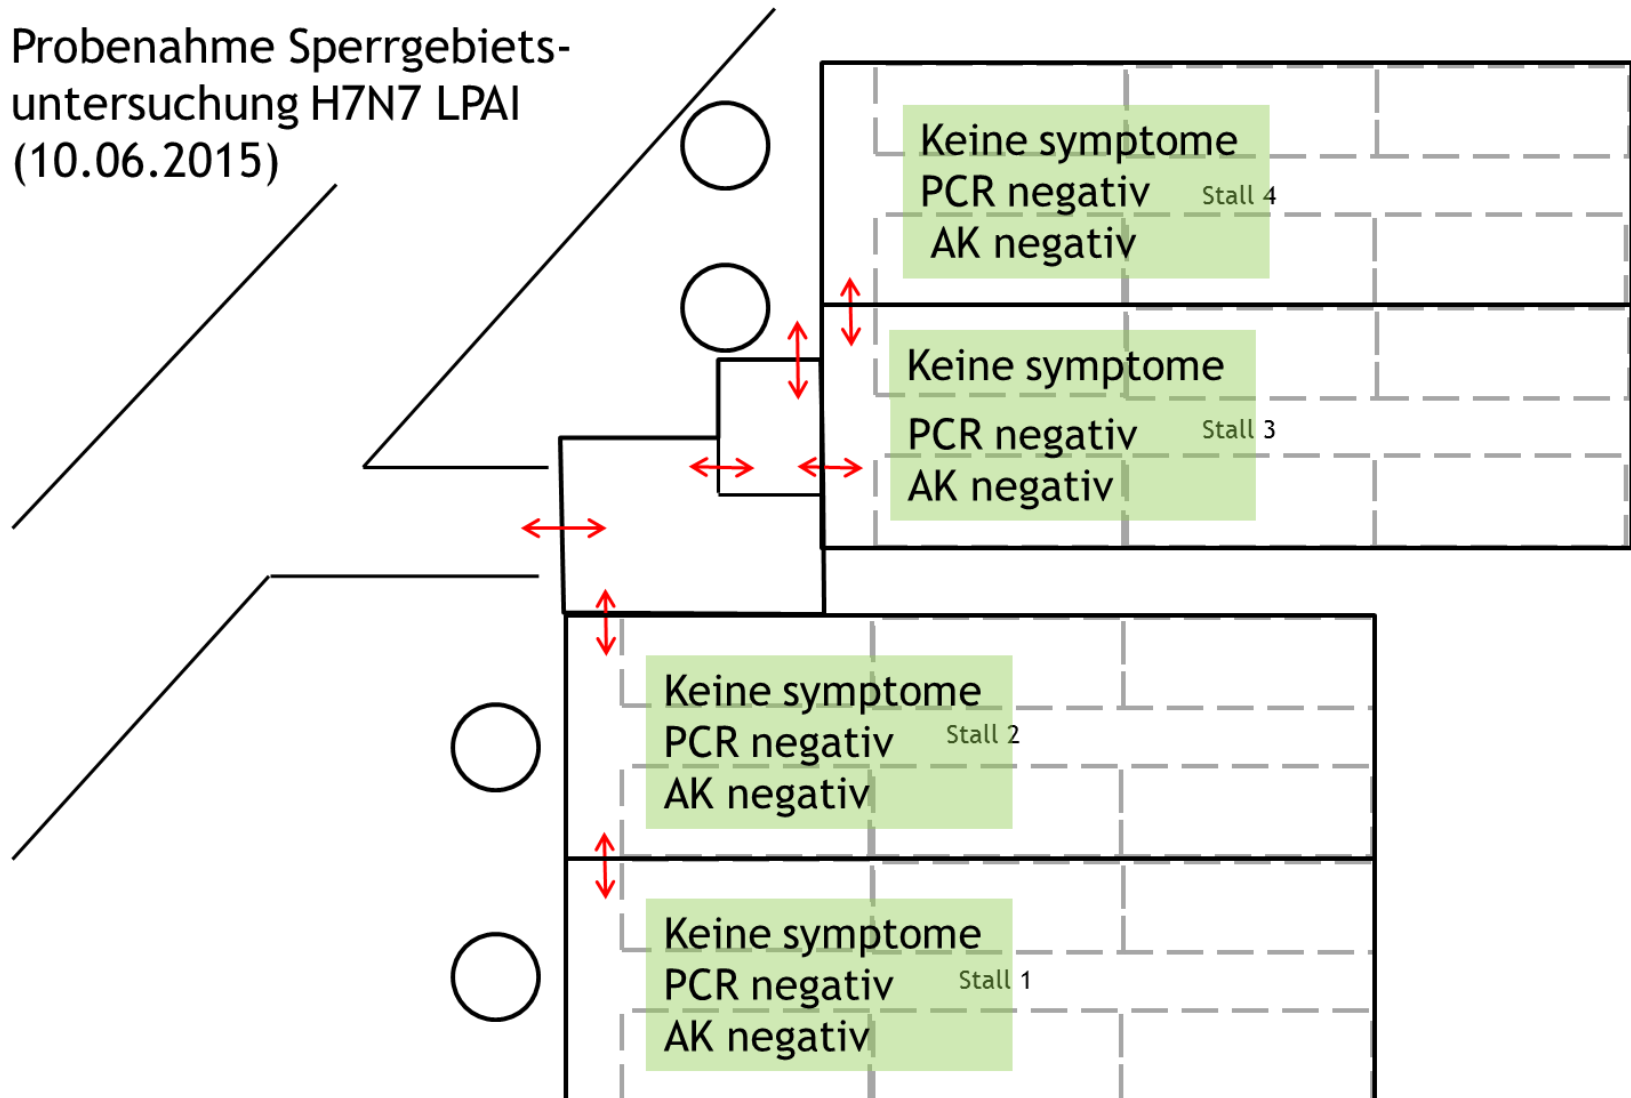 Probenahme Sperrgebiets-
untersuchung H7N7 LPAI
(10.06.2015)
Keine symptome
PCR negativ
Stall 4
AK negativ
Keine symptome
PCR negativ
Stall 3
AK negativ
Keine symptome
PCR negativ
Stall 2
AK negativ
Keine symptome
PCR negativ
Stall 1
AK negativ